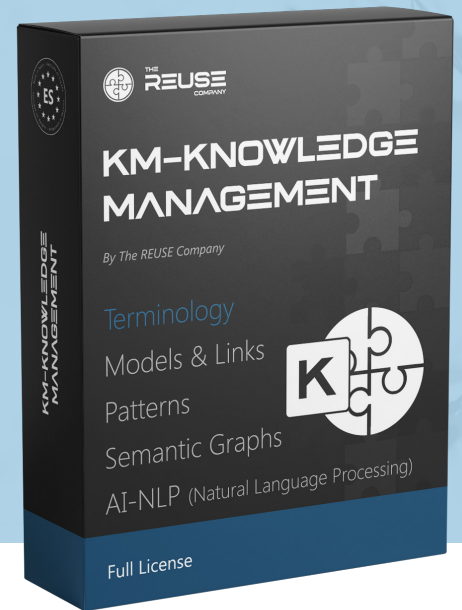 THE
REUSE
COMPANY
KM-KNOWLEDGE
MANAGEMENT
By The REUSE Company
Terminology
Models & Links
Patterns
Semantic Graphs
AI-NLP (Natural Language Processing)
K
Full License
ES
KM-KNOWLEDGE
MANAGEMENT